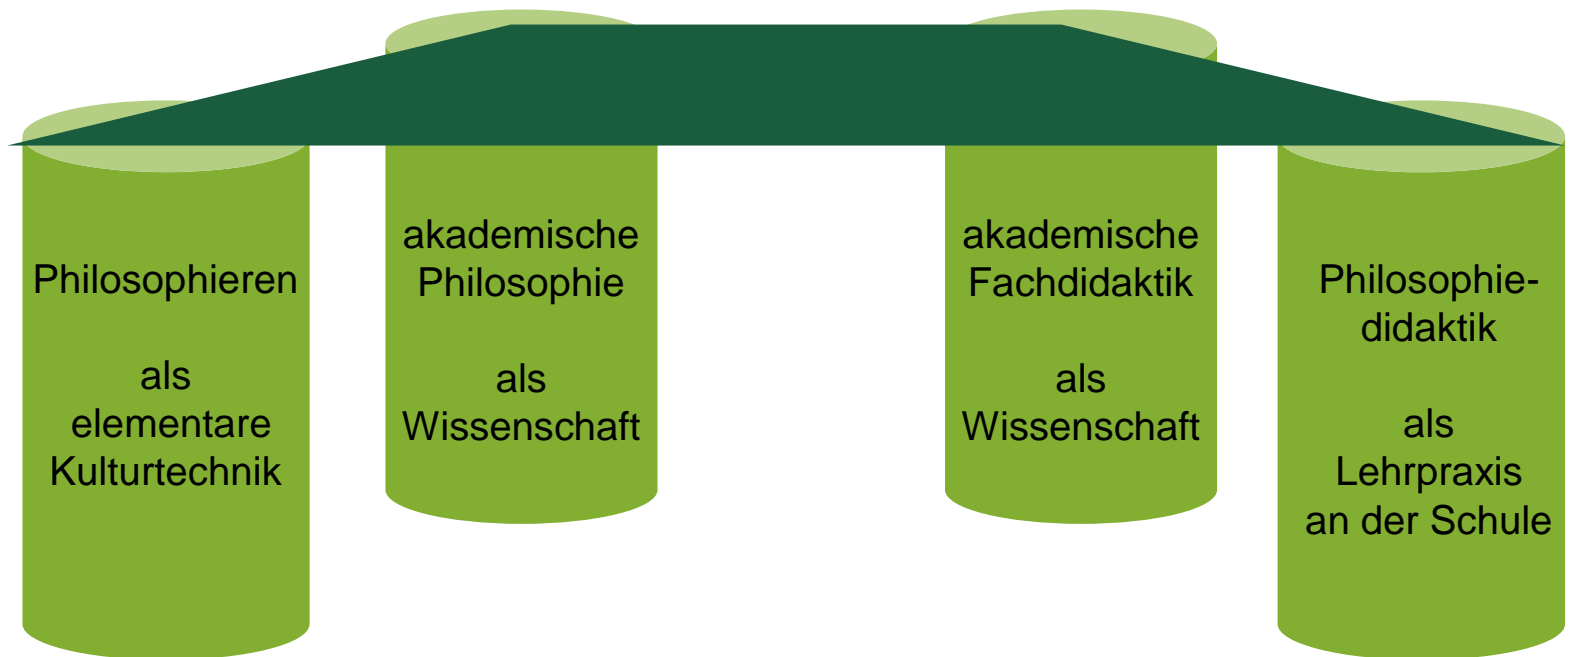 Philosophieren
als
elementare
Kulturtechnik
akademische
Philosophie
als
Wissenschaft
akademische
Fachdidaktik
als
Wissenschaft
Philosophie-
didaktik
als
Lehrpraxis
an der Schule